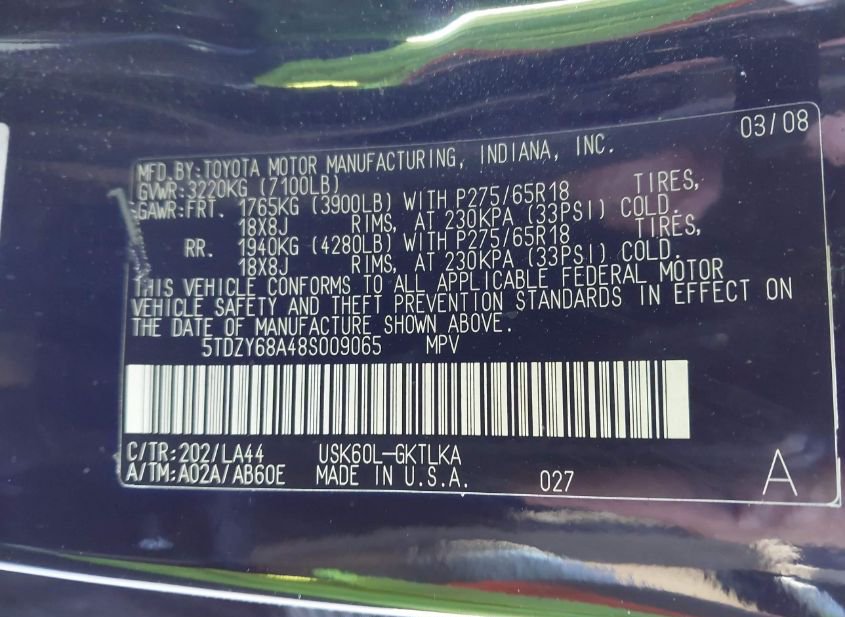 03/08
MFD.BY:TOYOTA MOTOR MANUFACTURING, INDIANA, INC.
GVWR:3220KG (7100LB)
GAWR:FRT. 1765KG (3900LB) WITH P275/65R18 TIRES,
18X8J RIMS, AT 230KPA (33PSI) COLD.
RR. 1940KG (4280LB) WITH P275/65R18 TIRES,
18X8J RIMS, AT 230KPA (33PSI) COLD.
THIS VEHICLE CONFORMS TO ALL APPLICABLE FEDERAL MOTOR
VEHICLE SAFETY AND THEFT PREVENTION STANDARDS IN EFFECT ON
THE DATE OF MANUFACTURE SHOWN ABOVE.
5TDZY68A48S009065 MPV
C/TR:202/LA44 USK60L-GKTLKA
A/TM:A02A/AB60E MADE IN U.S.A. 027 A